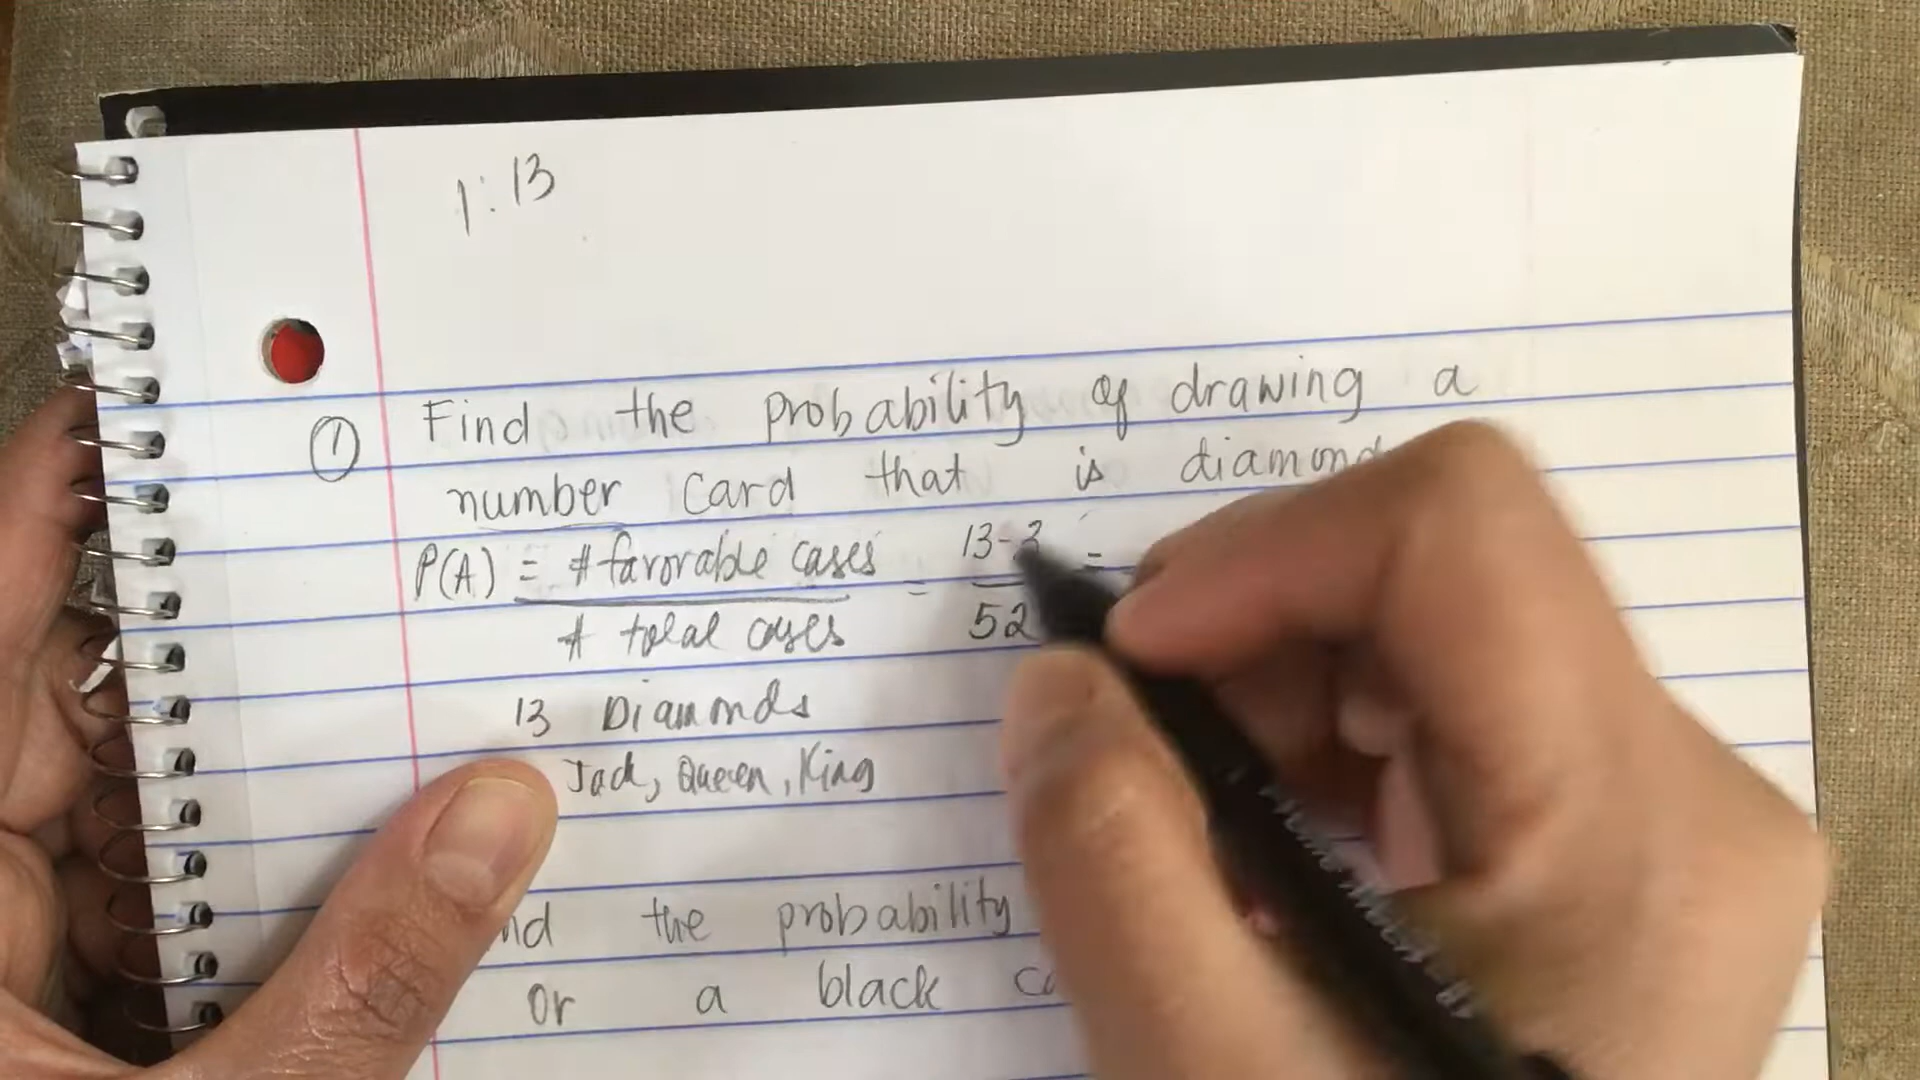 1:13
① Find the probability of drawing a
number card that is diamond
P(A) = # favorable cases = 13-3 =
# total cases 52
13 Diamonds
Jack, Queen, King
the probability
or a black